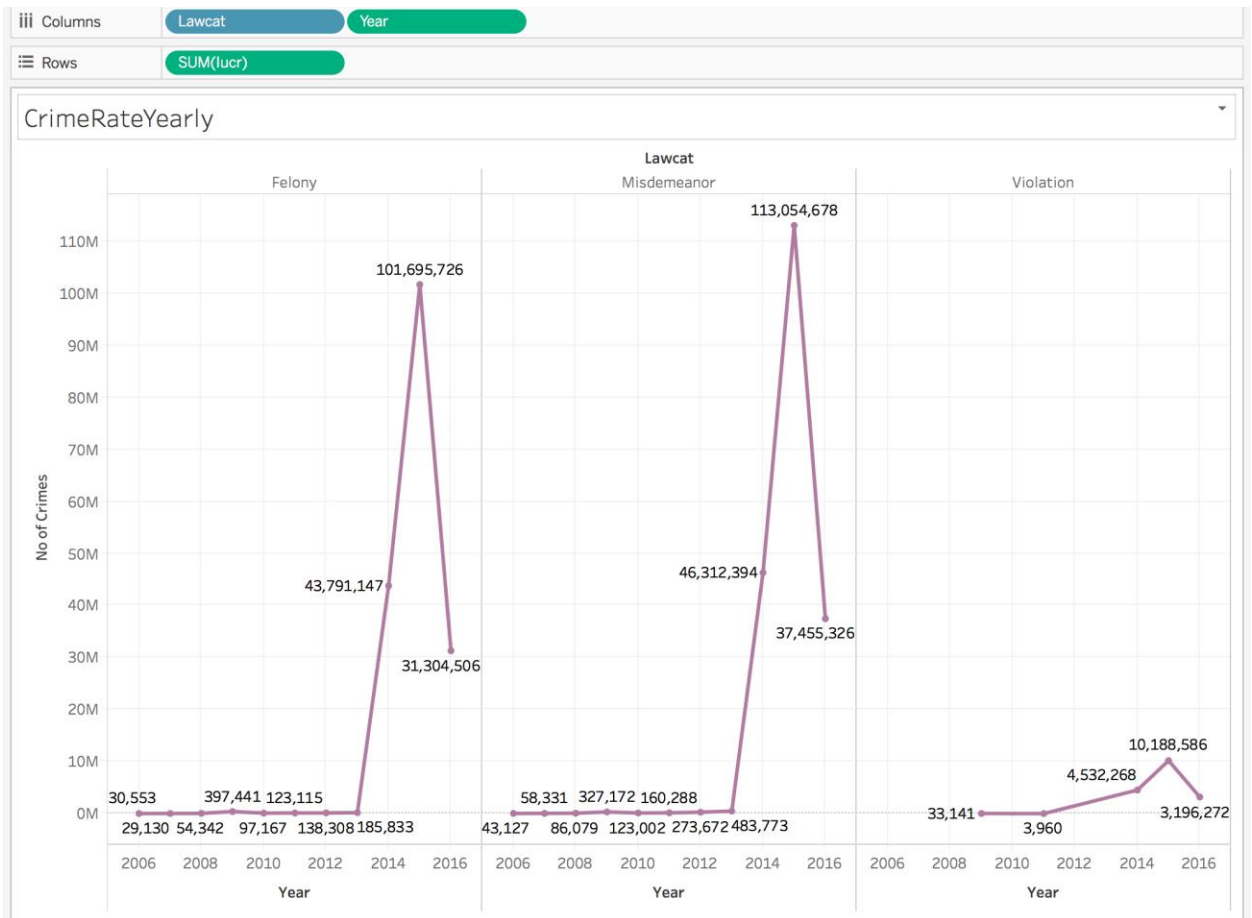 Columns Lawcat Year
Rows SUM(lucr)
CrimeRateYearly
Lawcat
Felony Misdemeanor Violation
113,054,678
110M
101,695,726
100M
90M
80M
70M
60M
No of Crimes
50M
43,791,147 46,312,394
40M
37,455,326
30M
31,304,506
20M
10M
10,188,586
4,532,268
30,553 397,441 123,115 58,331 327,172 160,288
0M
33,141 3,196,272
29,130 54,342 97,167 138,308 185,833 43,127 86,079 123,002 273,672 483,773 3,960
2006 2008 2010 2012 2014 2016 2006 2008 2010 2012 2014 2016 2006 2008 2010 2012 2014 2016
Year Year Year